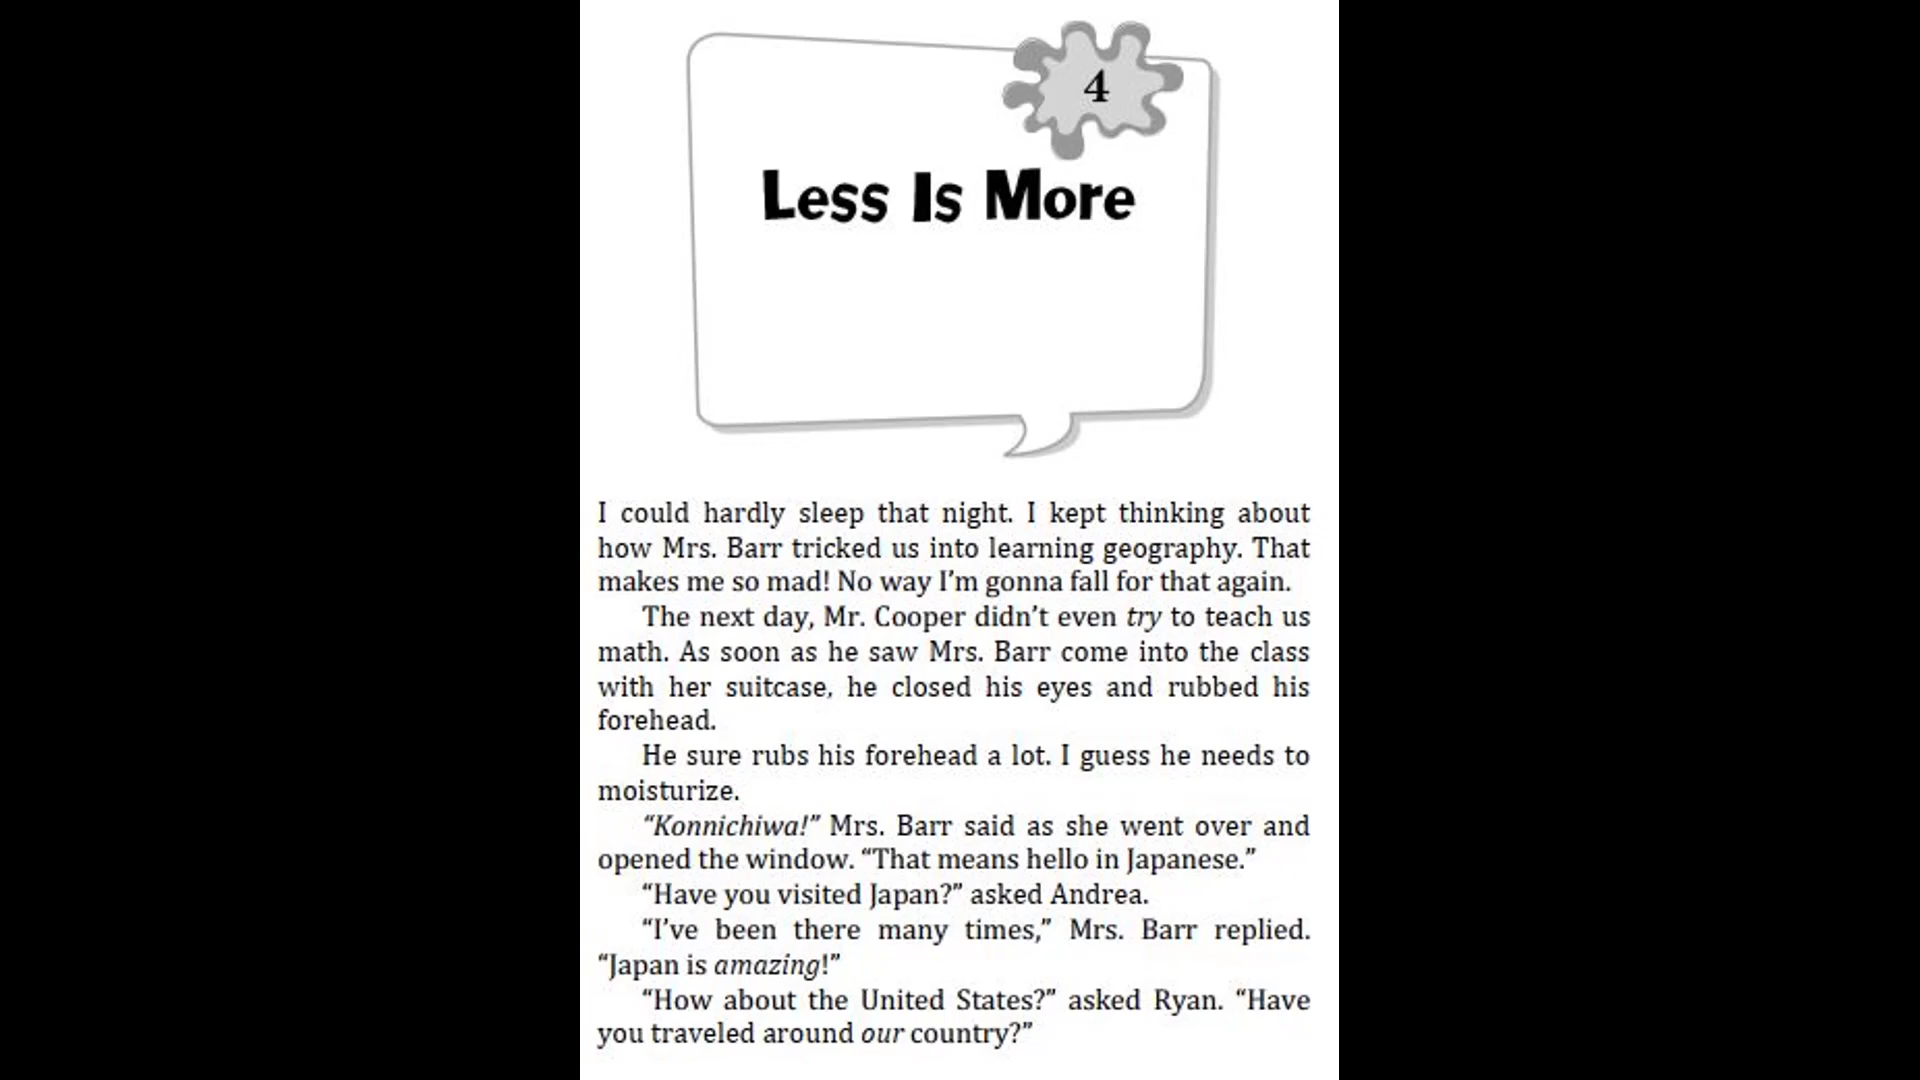 4
Less Is More
I could hardly sleep that night. I kept thinking about
how Mrs. Barr tricked us into learning geography. That
makes me so mad! No way I’m gonna fall for that again.
The next day, Mr. Cooper didn’t even try to teach us
math. As soon as he saw Mrs. Barr come into the class
with her suitcase, he closed his eyes and rubbed his
forehead.
He sure rubs his forehead a lot. I guess he needs to
moisturize.
“Konnichiwa!” Mrs. Barr said as she went over and
opened the window. “That means hello in Japanese.”
“Have you visited Japan?” asked Andrea.
“I’ve been there many times,” Mrs. Barr replied.
“Japan is amazing!”
“How about the United States?” asked Ryan. “Have
you traveled around our country?”